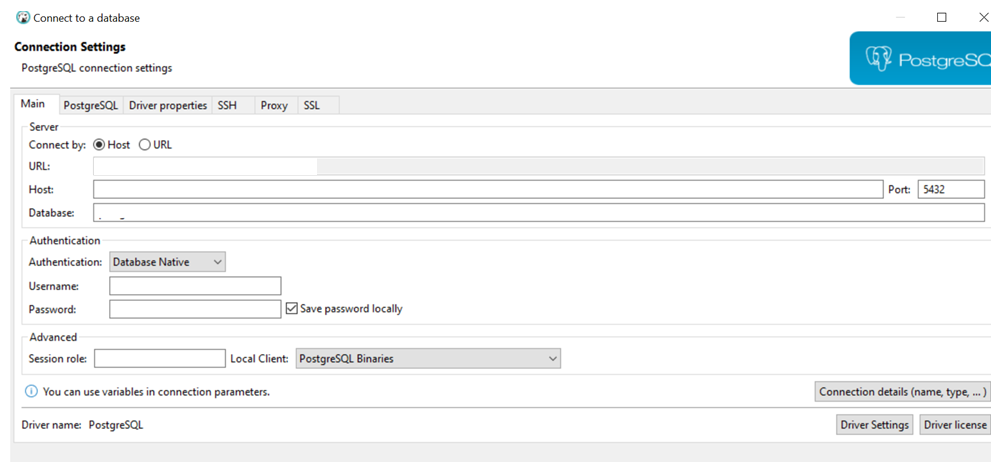 Connect to a database
Connection Settings
PostgreSQL connection settings
Main PostgreSQL Driver properties SSH Proxy SSL
Server
Connect by: Host URL
URL:
Host: Port: 5432
Database:
Authentication
Authentication: Database Native
Username:
Password: Save password locally
Advanced
Session role: Local Client: PostgreSQL Binaries
You can use variables in connection parameters.
Connection details (name, type, ... )
Driver name: PostgreSQL
Driver Settings Driver license